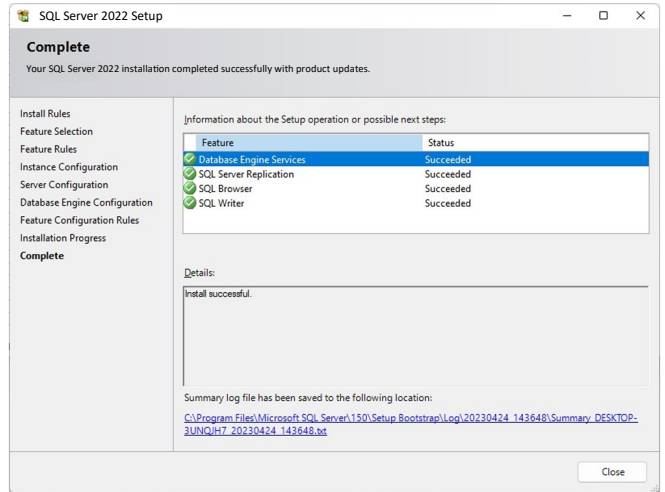 SQL Server 2022 Setup
Complete
Your SQL Server 2022 installation completed successfully with product updates.
Install Rules
Feature Selection
Feature Rules
Instance Configuration
Server Configuration
Database Engine Configuration
Feature Configuration Rules
Installation Progress
Complete
Information about the Setup operation or possible next steps:
Feature Status
Database Engine Services Succeeded
SQL Server Replication Succeeded
SQL Browser Succeeded
SQL Writer Succeeded
Details:
Install successful.
Summary log file has been saved to the following location:
C:\Program Files\Microsoft SQL Server\150\Setup Bootstrap\Log\20230424_143648\Summary_DESKTOP-
3UNQJH7_20230424_143648.txt
Close